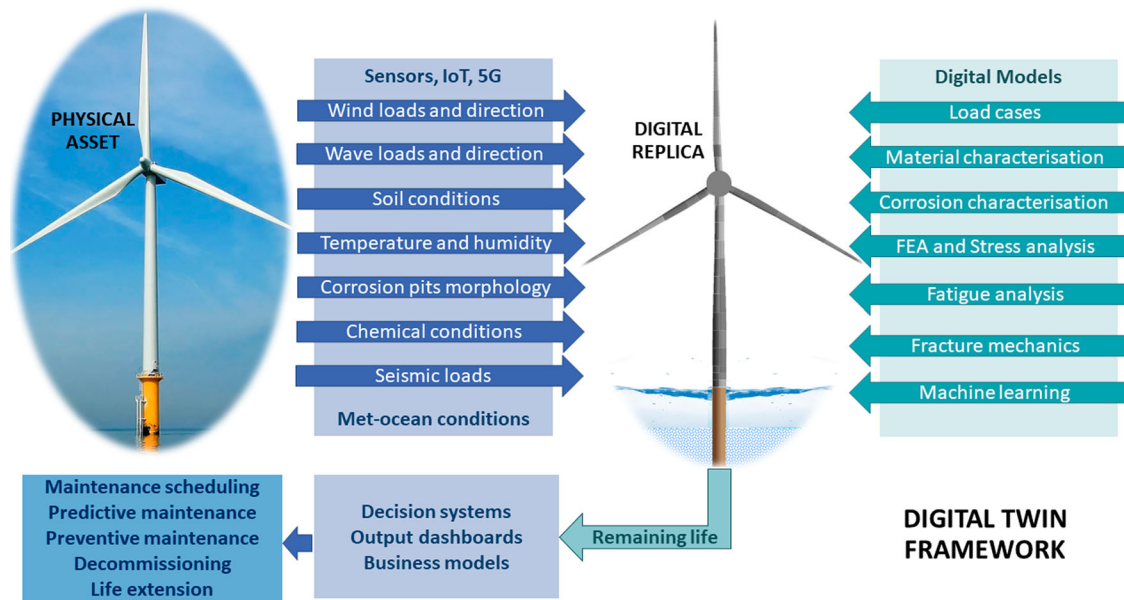 PHYSICAL
ASSET
Sensors, IoT, 5G
Wind loads and direction
Wave loads and direction
Soil conditions
Temperature and humidity
Corrosion pits morphology
Chemical conditions
Seismic loads
Met-ocean conditions
DIGITAL
REPLICA
Digital Models
Load cases
Material characterisation
Corrosion characterisation
FEA and Stress analysis
Fatigue analysis
Fracture mechanics
Machine learning
Maintenance scheduling
Predictive maintenance
Preventive maintenance
Decommissioning
Life extension
Decision systems
Output dashboards
Business models
Remaining life
DIGITAL TWIN
FRAMEWORK